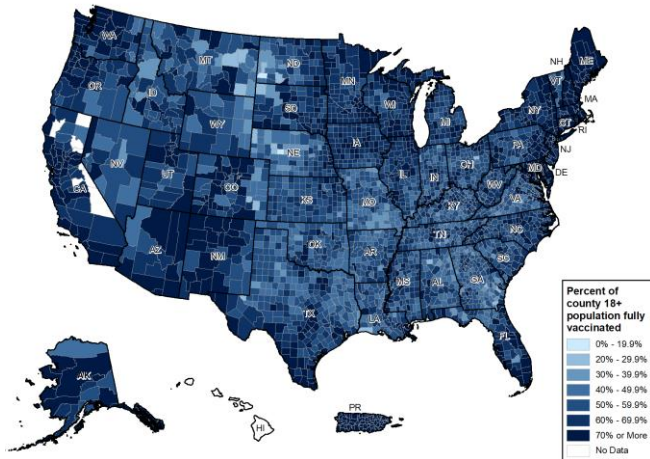 WA
MT
ND
MN
ME
NH
VT
OR
ID
SD
WI
MI
NY
MA
CT
RI
WY
IA
PA
NJ
NE
NV
UT
CO
IL
IN
OH
MD
DE
CA
WV
VA
KS
MO
KY
NC
TN
AZ
NM
OK
AR
SC
MS
AL
GA
TX
LA
FL
AK
HI
PR
Percent of
county 18+
population fully
vaccinated
0% - 19.9%
20% - 29.9%
30% - 39.9%
40% - 49.9%
50% - 59.9%
60% - 69.9%
70% or More
No Data